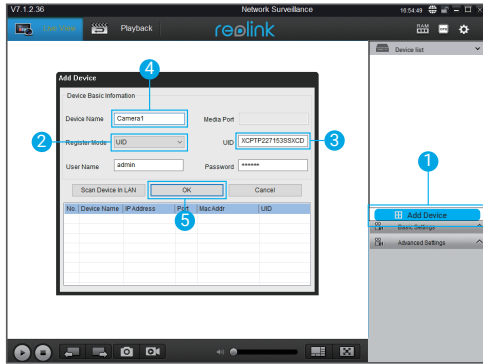 V7.1.2.36 Network Surveillance 16:54:49
Live View Playback reolink RAM
Device list
Add Device 4
Device Basic Infomation
Device Name Camera1 Media Port
2 Register Mode UID UID XCPTP227153SSXCD 3
1
User Name admin Password ******
Scan Device In LAN OK Cancel
5
No. Device Name IP Address Port Mac Addr UID
Add Device
Basic Settings
Advanced Settings